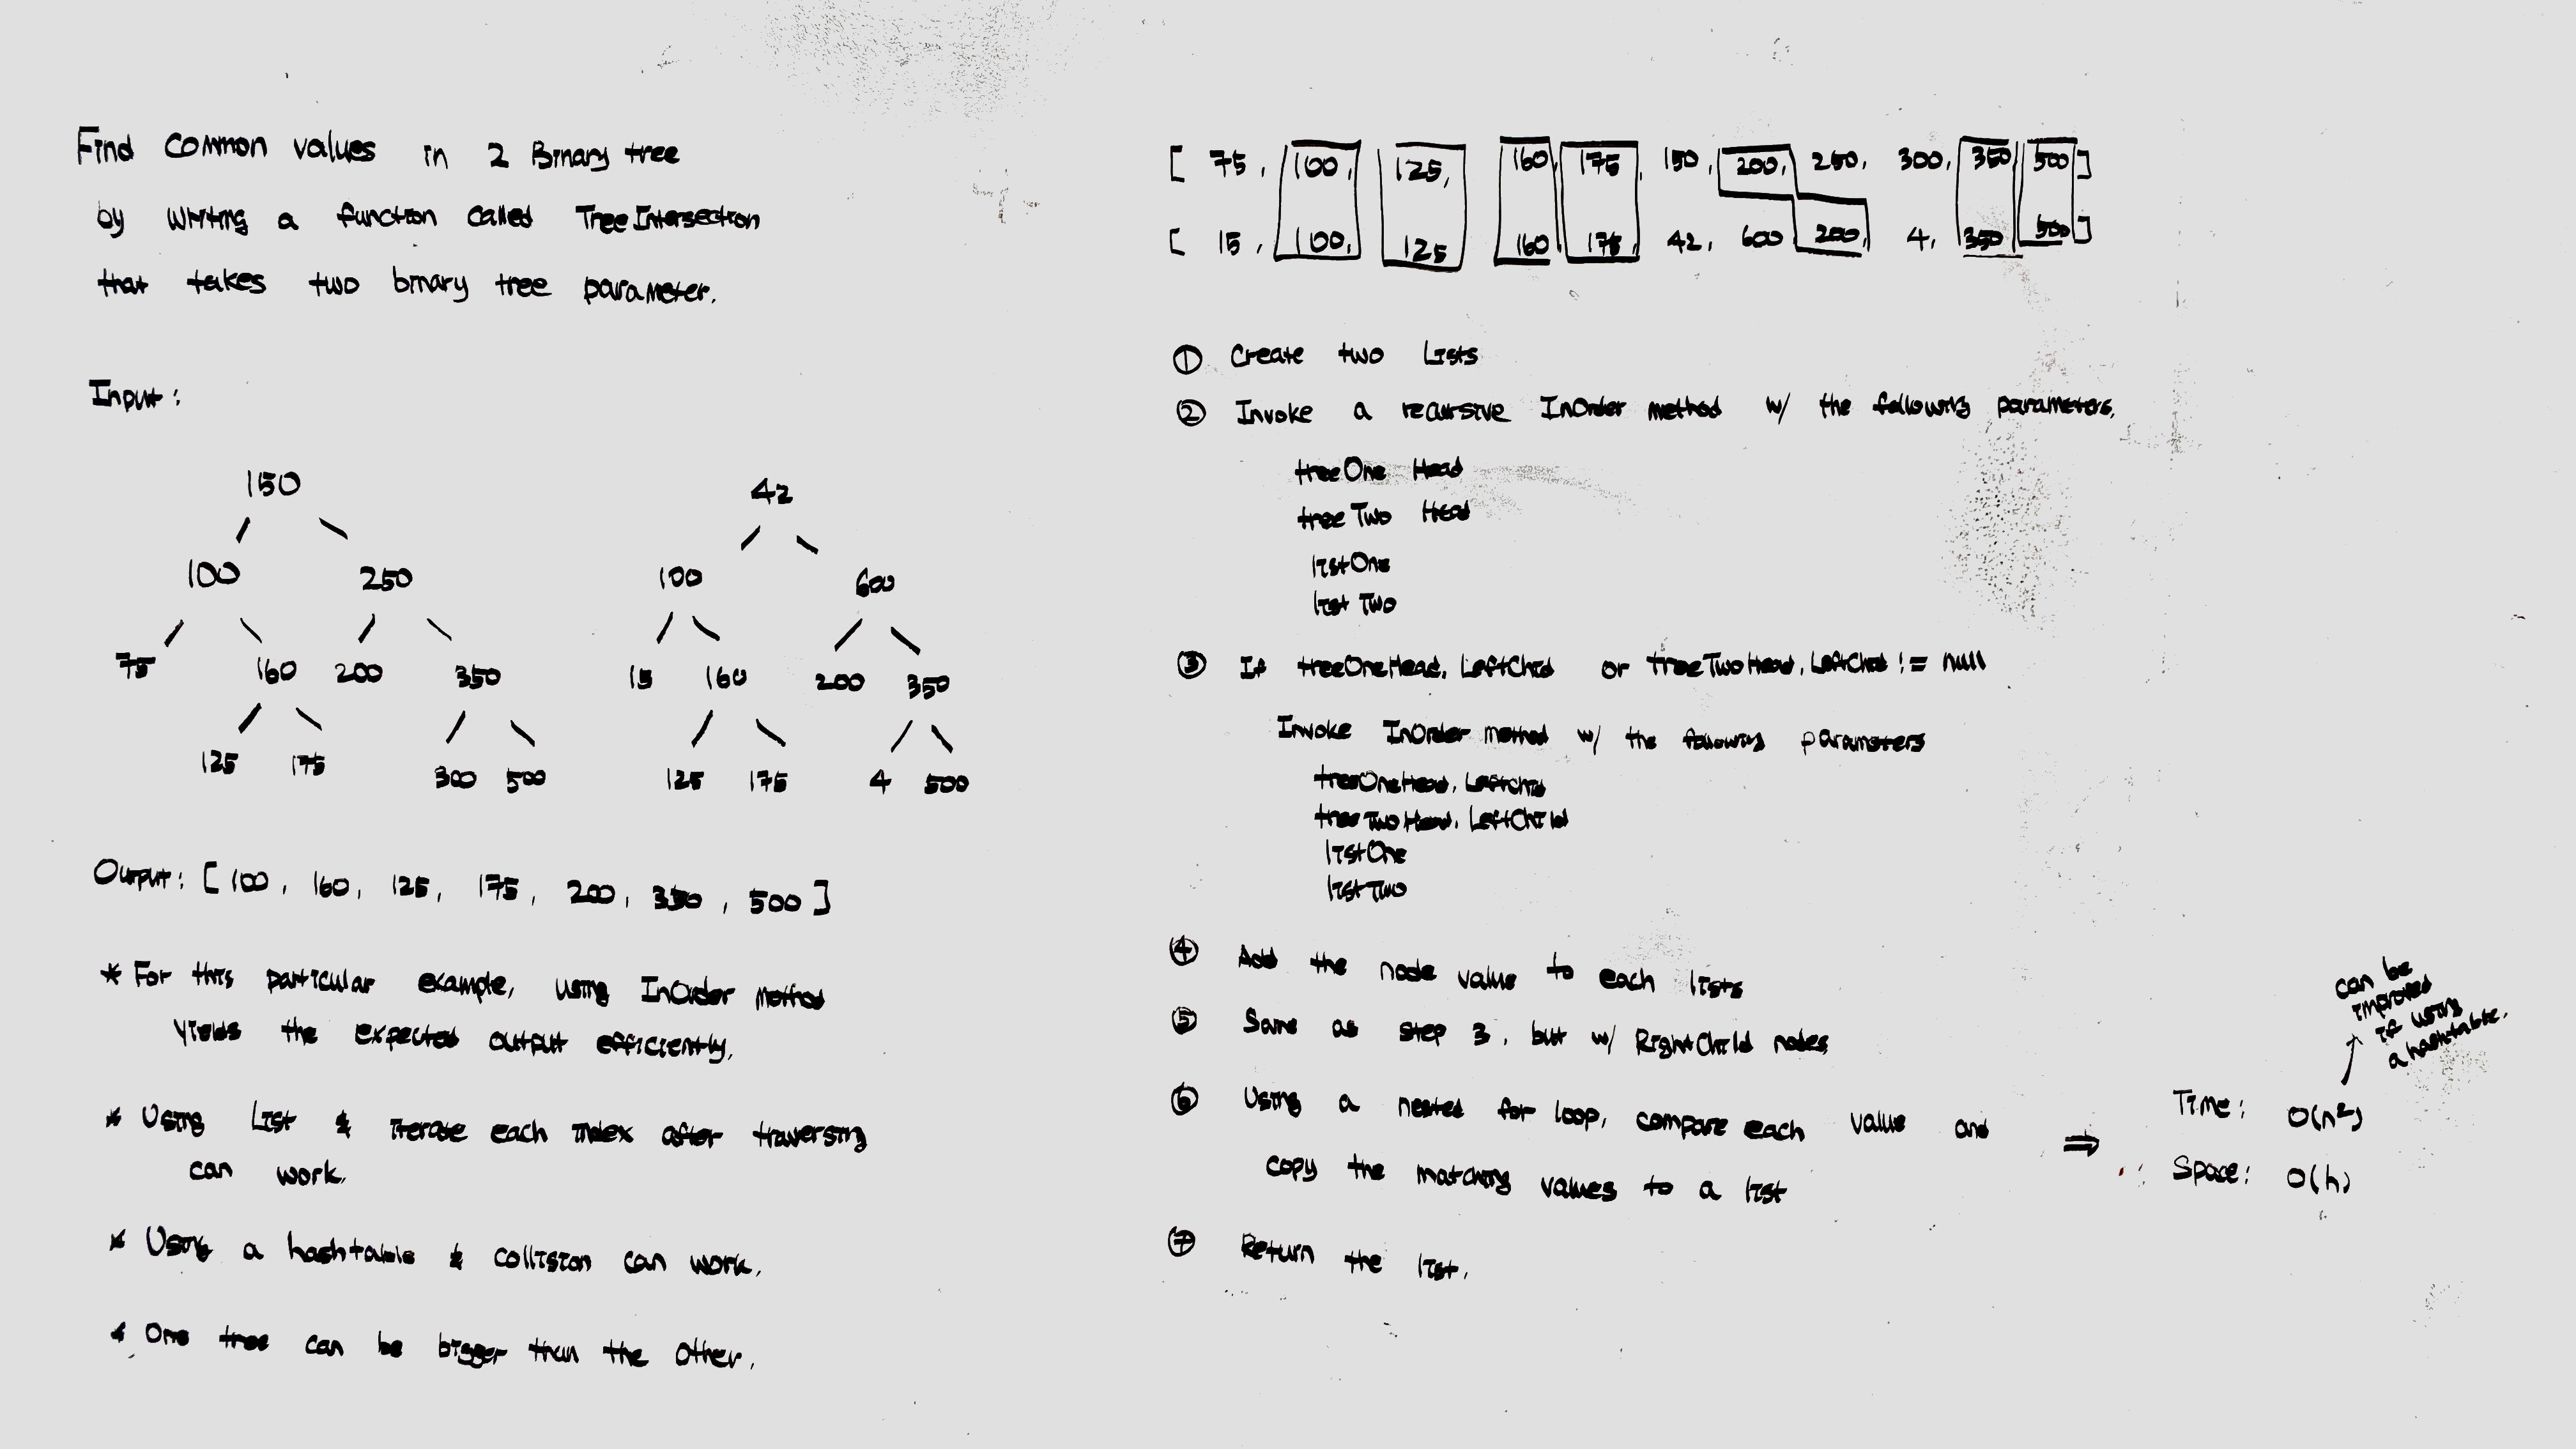 Find common values in 2 Binary tree
by writing a function called TreeIntersection
that takes two binary tree parameter.
Input:
150
100 250
75 160 200 350
125 175 300 500
42
100 600
15 160 200 350
125 175 4 500
Output: [ 100, 160, 125, 175, 200, 350, 500 ]
* For this particular example, using InOrder method
yields the expected output efficiently.
* Using List & iterate each index after traversing
can work.
* Using a hashtable & collision can work.
* One tree can be bigger than the other.
[ 75, 100, 125, 160, 175, 150, 200, 250, 300, 350, 500 ]
[ 15, 100, 125 160 175, 42, 600 200, 4, 350 500 ]
① Create two Lists
② Invoke a recursive InOrder method w/ the following parameters,
treeOne Head
treeTwo Head
listOne
listTwo
③ If treeOneHead.LeftChild or treeTwoHead.LeftChild != null
Invoke InOrder method w/ the following parameters
treeOneHead.LeftChild
treeTwoHead.LeftChild
listOne
listTwo
④ Add the node value to each lists
⑤ Same as step 3, but w/ RightChild nodes
⑥ Using a nested for loop, compare each value and
copy the matching values to a list
⑦ Return the list.
⇒ Time: O(n²)
Space: O(h)
can be
improved
if using
a hashtable.